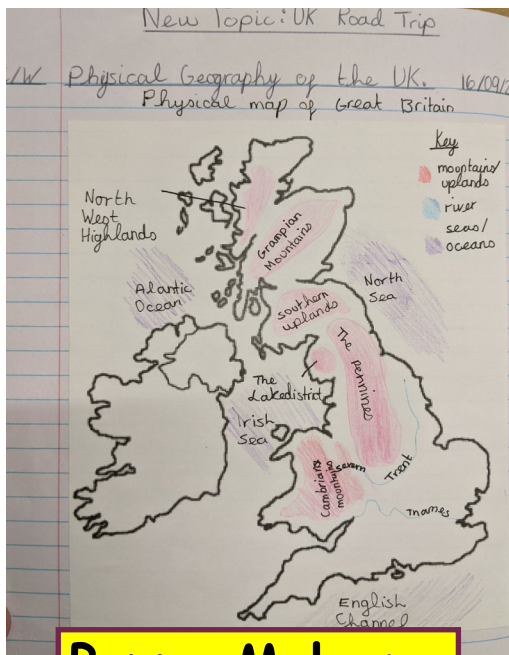 New Topic: UK Road Trip
C/W Physical Geography of the UK. 16/09/2
Physical map of Great Britain
Key
mountains/
uplands
river
seas/
oceans
North
West
Highlands
Grampian
Mountains
Alantic
Ocean
North
Sea
Southern
uplands
The Pennines
The
Lakedistrict
Irish
Sea
Cambrian
mountains
severn
Trent
Thames
English
Channel